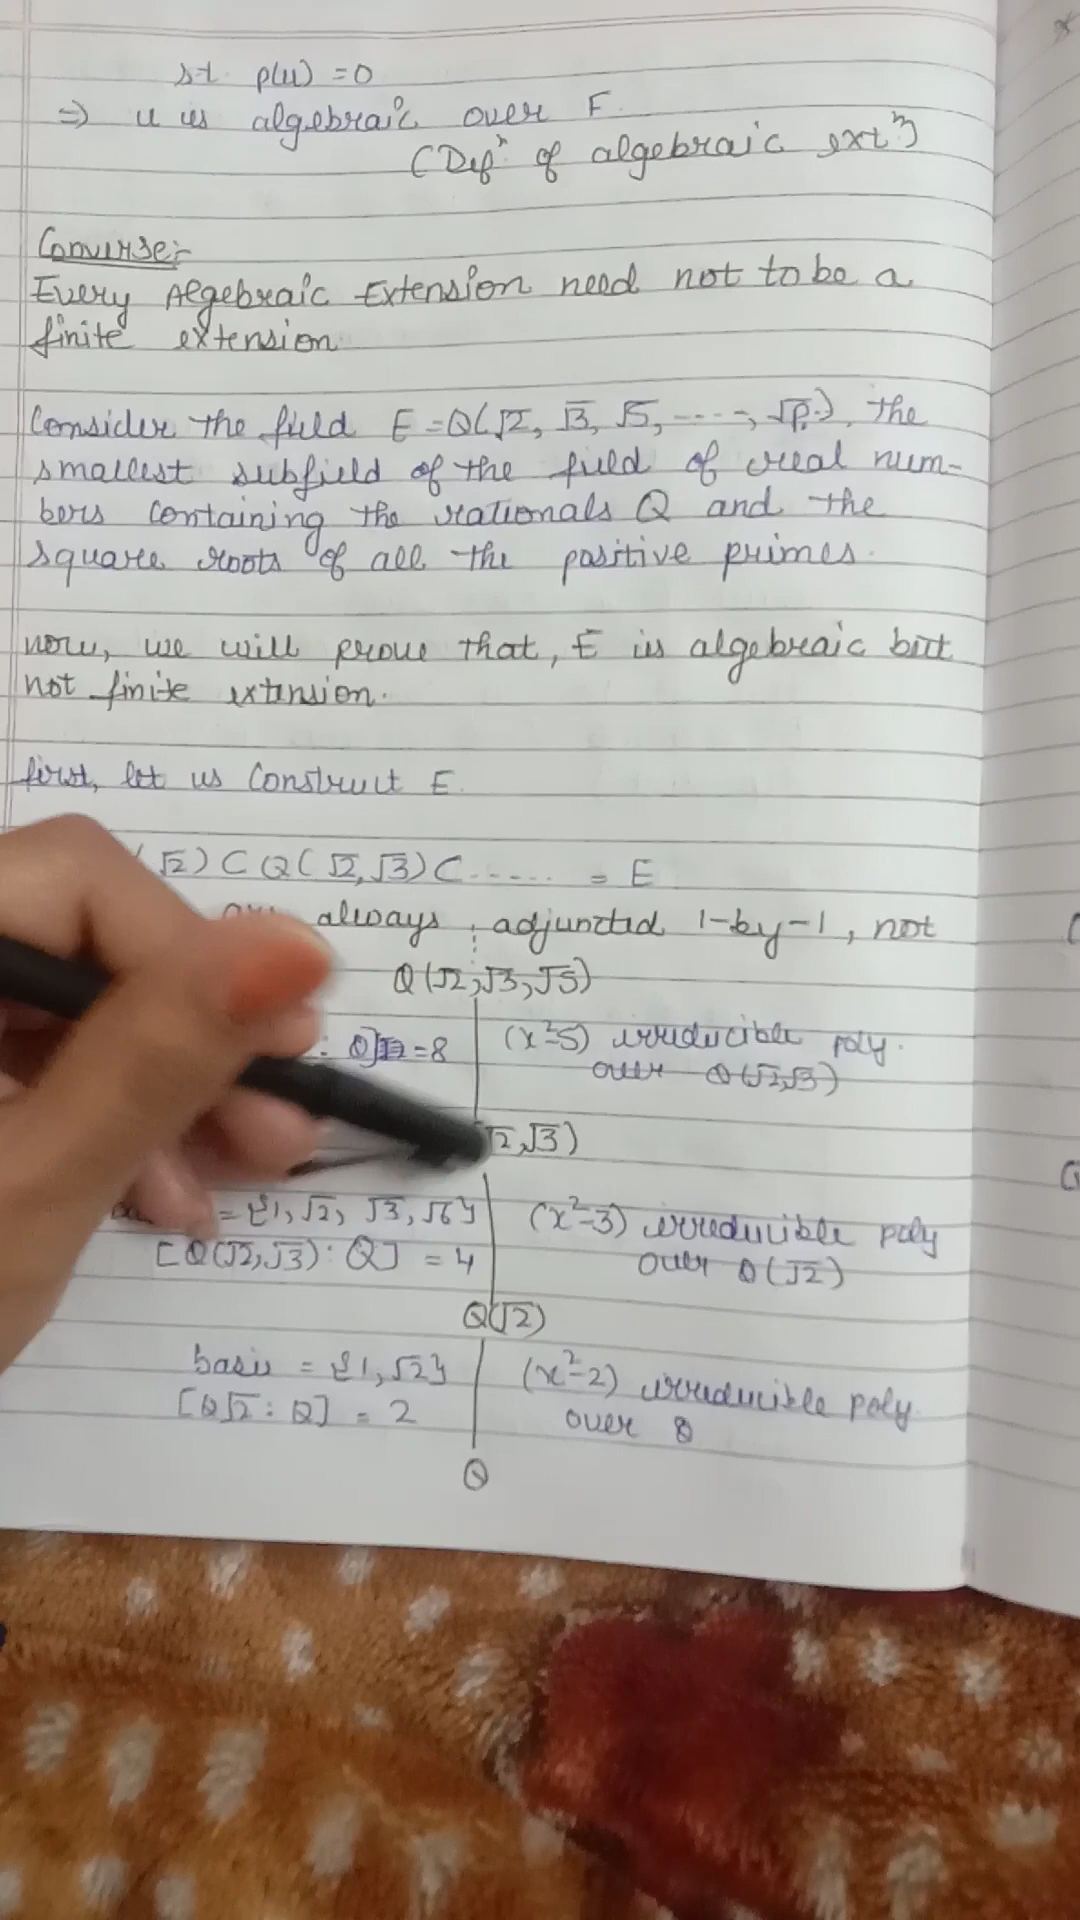 s.t. p(u) = 0
⇒ u is algebraic over F.
(Defⁿ of algebraic extⁿ)
Converse:-
Every Algebraic Extension need not to be a
finite extension
Consider the field E = Q(√2, √3, √5, ----, √p..). The
smallest subfield of the field of real num-
bers containing the rationals Q and the
square roots of all the positive primes.
now, we will prove that, E is algebraic but
not finite extension.
first, let us construct E.
√2) ⊂ Q(√2, √3) ⊂ ...... = E
always adjuncted 1-by-1, not
Q(√2, √3, √5)
: Q] = 8
(x²-5) irreducible poly.
over Q(√2,√3)
√2, √3)
= {1, √2, √3, √6}
(x²-3) irreducible poly
[Q(√2,√3) : Q] = 4
over Q(√2)
Q(√2)
basis = {1, √2}
(x²-2) irreducible poly.
[Q√2 : Q] = 2
over Q
Q